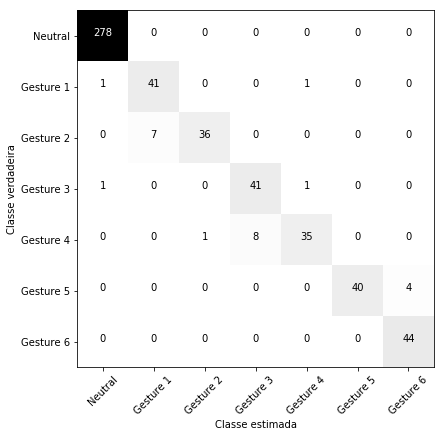 Classe verdadeira
Neutral 278 0 0 0 0 0 0
Gesture 1 1 41 0 0 1 0 0
Gesture 2 0 7 36 0 0 0 0
Gesture 3 1 0 0 41 1 0 0
Gesture 4 0 0 1 8 35 0 0
Gesture 5 0 0 0 0 0 40 4
Gesture 6 0 0 0 0 0 0 44
Neutral Gesture 1 Gesture 2 Gesture 3 Gesture 4 Gesture 5 Gesture 6
Classe estimada